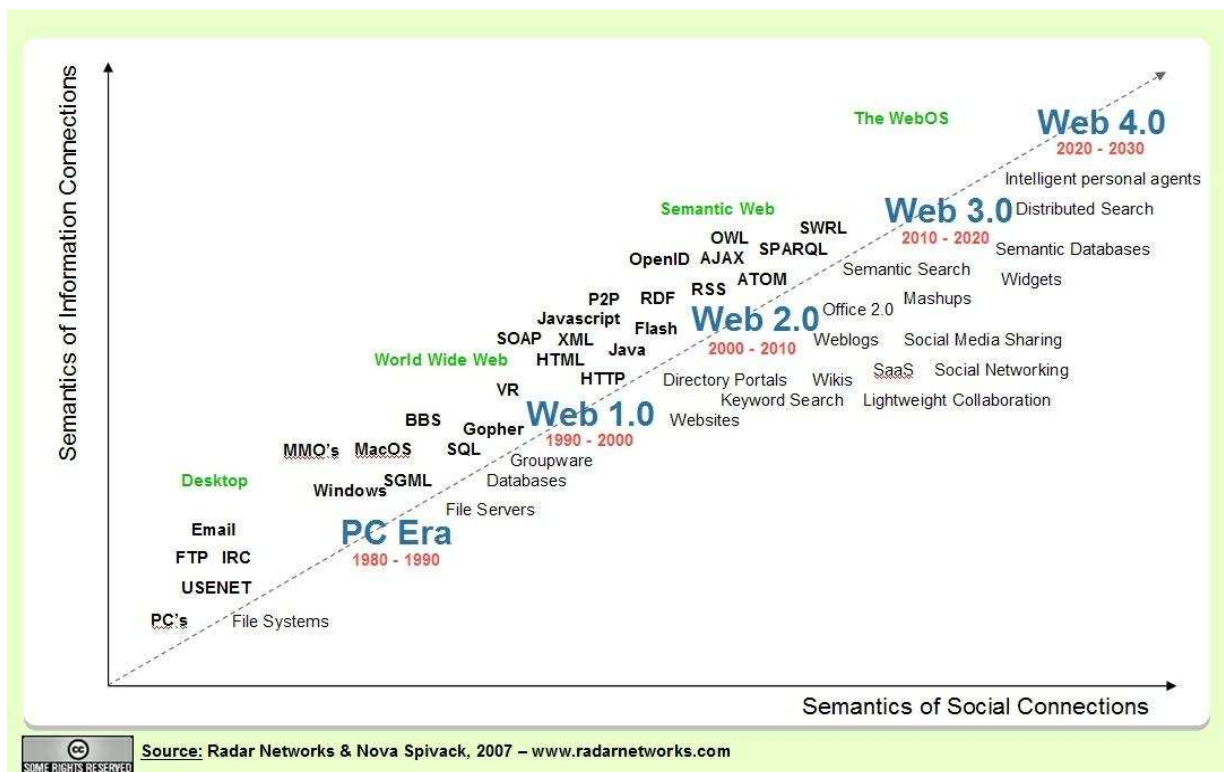 Semantics of Information Connections
The WebOS
Web 4.0
2020 - 2030
Intelligent personal agents
Semantic Web
Web 3.0
Distributed Search
2010 - 2020
SWRL
OWL
SPARQL
Semantic Databases
OpenID
AJAX
Semantic Search
Widgets
ATOM
RSS
P2P
RDF
Mashups
Office 2.0
Javascript
Flash
Web 2.0
SOAP
XML
Weblogs
Social Media Sharing
Java
2000 - 2010
World Wide Web
HTML
SaaS
Social Networking
HTTP
Directory Portals
Wikis
VR
Keyword Search
Lightweight Collaboration
BBS
Web 1.0
Websites
Gopher
1990 - 2000
MMO's
MacOS
SQL
Groupware
Desktop
SGML
Databases
Windows
File Servers
Email
PC Era
FTP
IRC
1980 - 1990
USENET
PC's
File Systems
Semantics of Social Connections
cc
SOME RIGHTS RESERVED
Source: Radar Networks & Nova Spivack, 2007 – www.radarnetworks.com